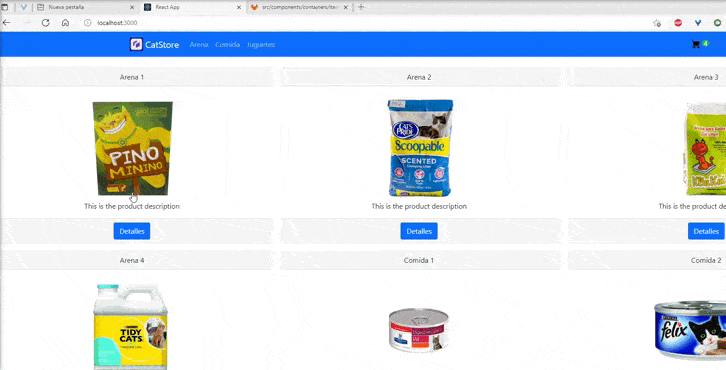 Nueva pestaña
React App
src/components/containers/Ite
localhost:3000
CatStore Arena Comida Juguetes 4
Arena 1 Arena 2 Arena 3
PINO
MININO
CAT'S
PRIDE
Scoopable
SCENTED
This is the product description This is the product description This is the product de
Detalles Detalles Detalles
Arena 4 Comida 1 Comida 2
TIDY
CATS
felix